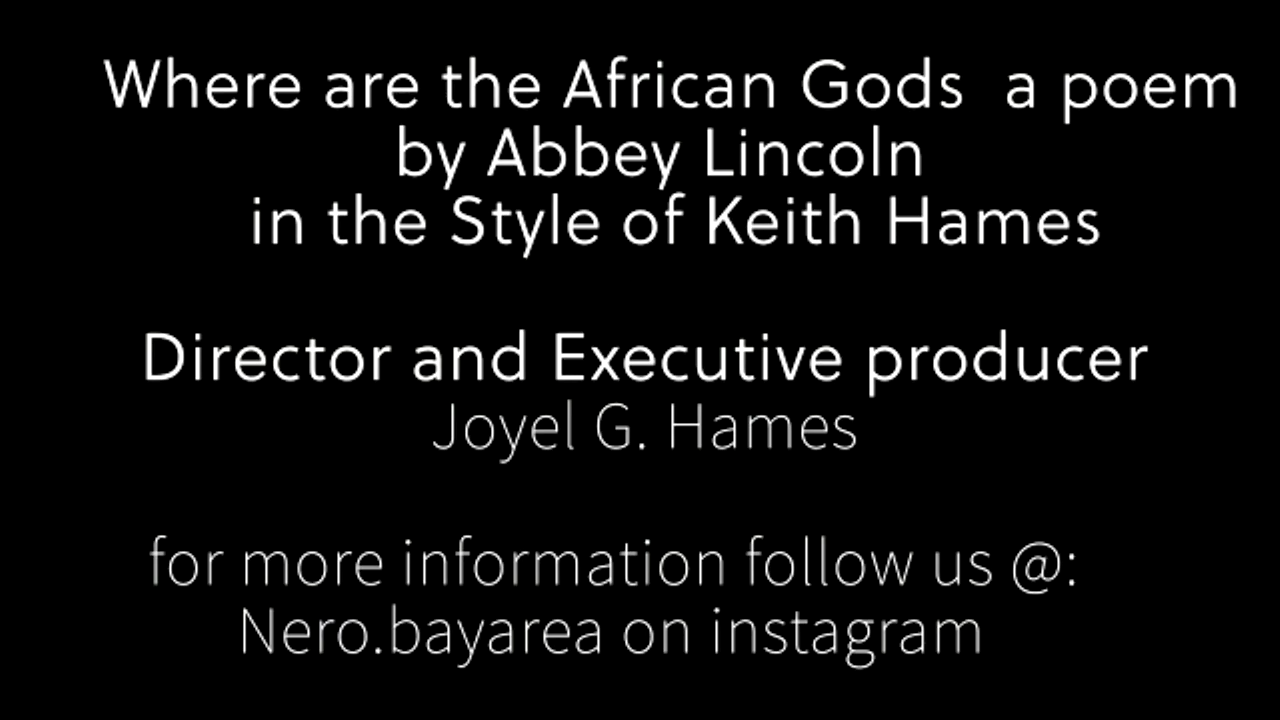 Where are the African Gods  a poem
by Abbey Lincoln
in the Style of Keith Hames
Director and Executive producer
Joyel G. Hames
for more information follow us @:
Nero.bayarea on instagram